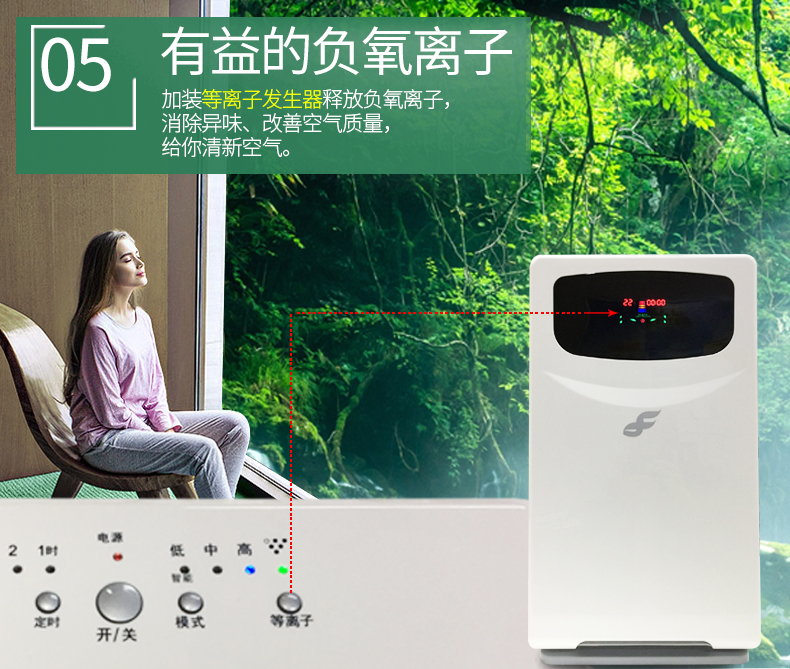 05
有益的负氧离子
加装等离子发生器释放负氧离子，
消除异味、改善空气质量，
给你清新空气。
22 00:00
2 1时 电源 低 中 高
智能
定时 开/关 模式 等离子